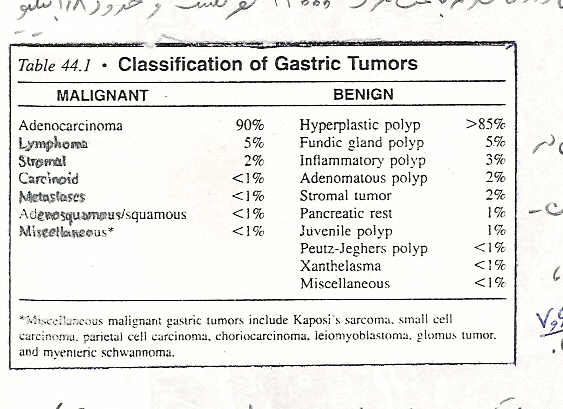 Table 44.1 • Classification of Gastric Tumors
MALIGNANT BENIGN
Adenocarcinoma 90% Hyperplastic polyp >85%
Lymphoma 5% Fundic gland polyp 5%
Stromal 2% Inflammatory polyp 3%
Carcinoid <1% Adenomatous polyp 2%
Metastases <1% Stromal tumor 2%
Adenosquamous/squamous <1% Pancreatic rest 1%
Miscellaneous* <1% Juvenile polyp 1%
Peutz-Jeghers polyp <1%
Xanthelasma <1%
Miscellaneous <1%
*Miscellaneous malignant gastric tumors include Kaposi's sarcoma, small cell
carcinoma, parietal cell carcinoma, choriocarcinoma, leiomyoblastoma, glomus tumor,
and myenteric schwannoma.